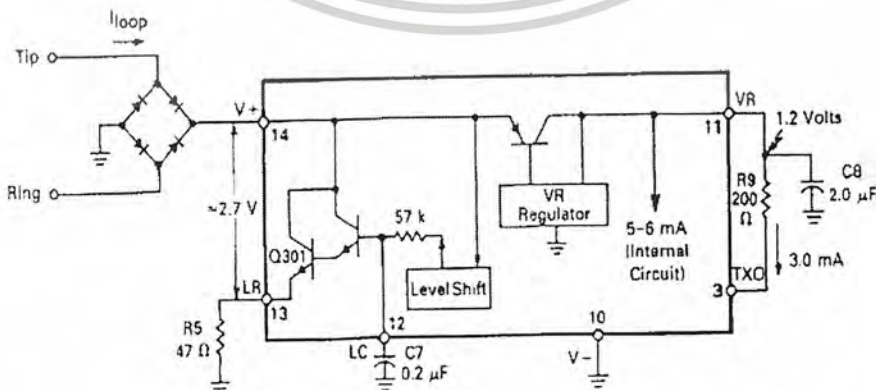 Iloop
Tip
Ring
V+
14
≈2.7 V
Q301
57 k
Level Shift
VR
Regulator
5-6 mA
(Internal
Circuit)
VR
11
1.2 Volts
R9
200
Ω
C8
2.0 µF
3.0 mA
TXO
3
LR
13
R5
47 Ω
12
LC
C7
0.2 µF
10
V-